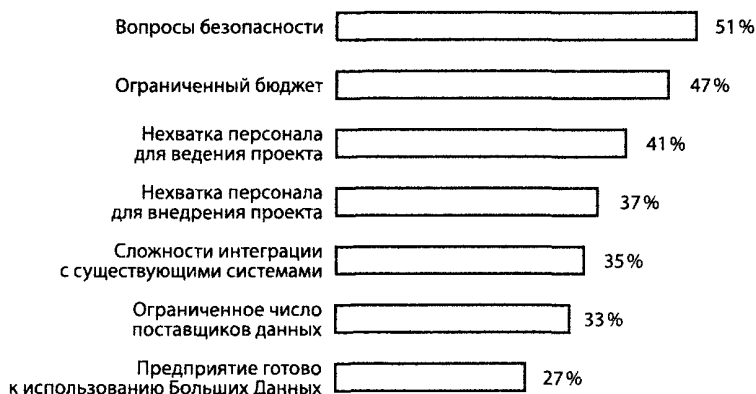 Вопросы безопасности 51%
Ограниченный бюджет 47%
Нехватка персонала
для ведения проекта 41%
Нехватка персонала
для внедрения проекта 37%
Сложности интеграции
с существующими системами 35%
Ограниченное число
поставщиков данных 33%
Предприятие готово
к использованию Больших Данных 27%